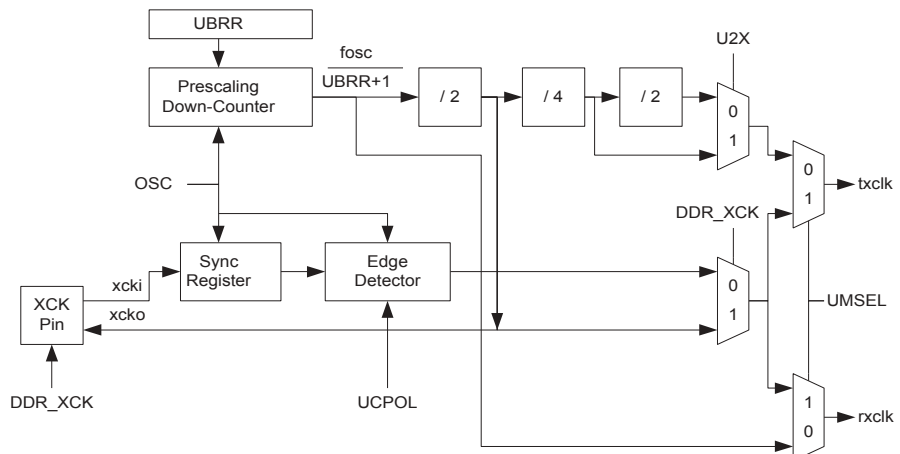 UBRR
fosc
UBRR+1
U2X
Prescaling
Down-Counter
/ 2
/ 4
/ 2
0
1
OSC
0
1
txclk
DDR_XCK
Sync
Register
Edge
Detector
xcki
0
1
XCK
Pin
xcko
UMSEL
DDR_XCK
UCPOL
1
0
rxclk